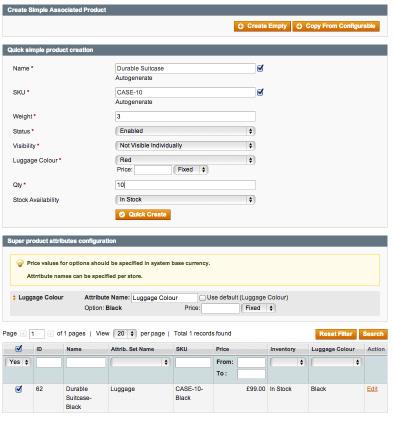 Create Simple Associated Product
Create Empty Copy From Configurable
Quick simple product creation
Name * Durable Suitcase
Autogenerate
SKU * CASE-10
Autogenerate
Weight * 3
Status * Enabled
Visibility * Not Visible Individually
Luggage Colour * Red
Price: Fixed
Qty * 10
Stock Availability In Stock
Quick Create
Super product attributes configuration
Price values for options should be specified in system base currency.
Attribute names can be specified per store.
Luggage Colour Attribute Name: Luggage Colour Use default (Luggage Colour)
Option: Black Price: Fixed
Page 1 of 1 pages | View 20 per page | Total 1 records found Reset Filter Search
ID Name Attrib. Set Name SKU Price Inventory Luggage Colour Action
Yes From:
To :
62 Durable Suitcase-Black Luggage CASE-10-Black £99.00 In Stock Black Edit